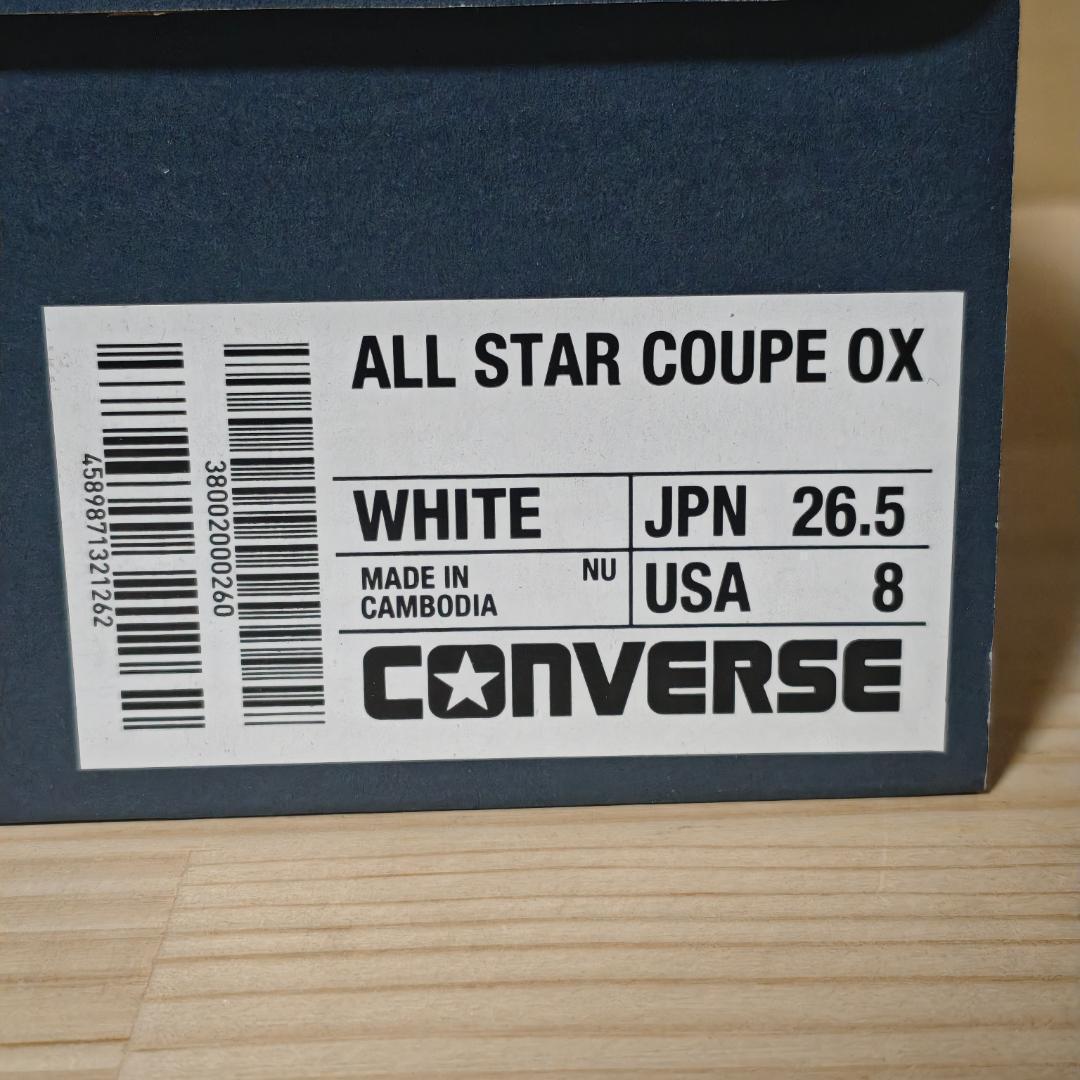 ALL STAR COUPE OX
WHITE
JPN 26.5
MADE IN
CAMBODIA
NU
USA 8
CONVERSE
4589871321262
38002000260